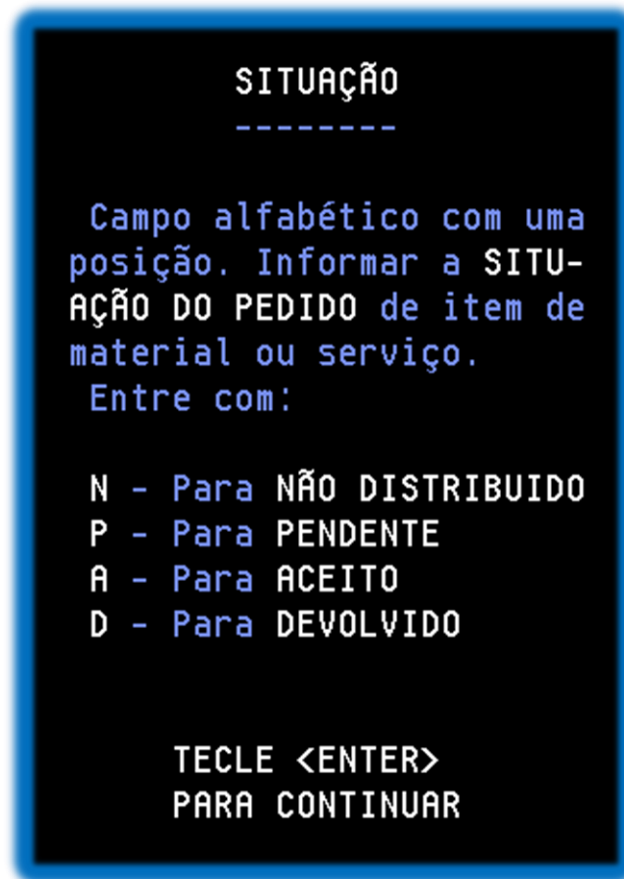 SITUAÇÃO
--------
Campo alfabético com uma
posição. Informar a SITU-
AÇÃO DO PEDIDO de item de
material ou serviço.
Entre com:
N - Para NÃO DISTRIBUIDO
P - Para PENDENTE
A - Para ACEITO
D - Para DEVOLVIDO
TECLE <ENTER>
PARA CONTINUAR